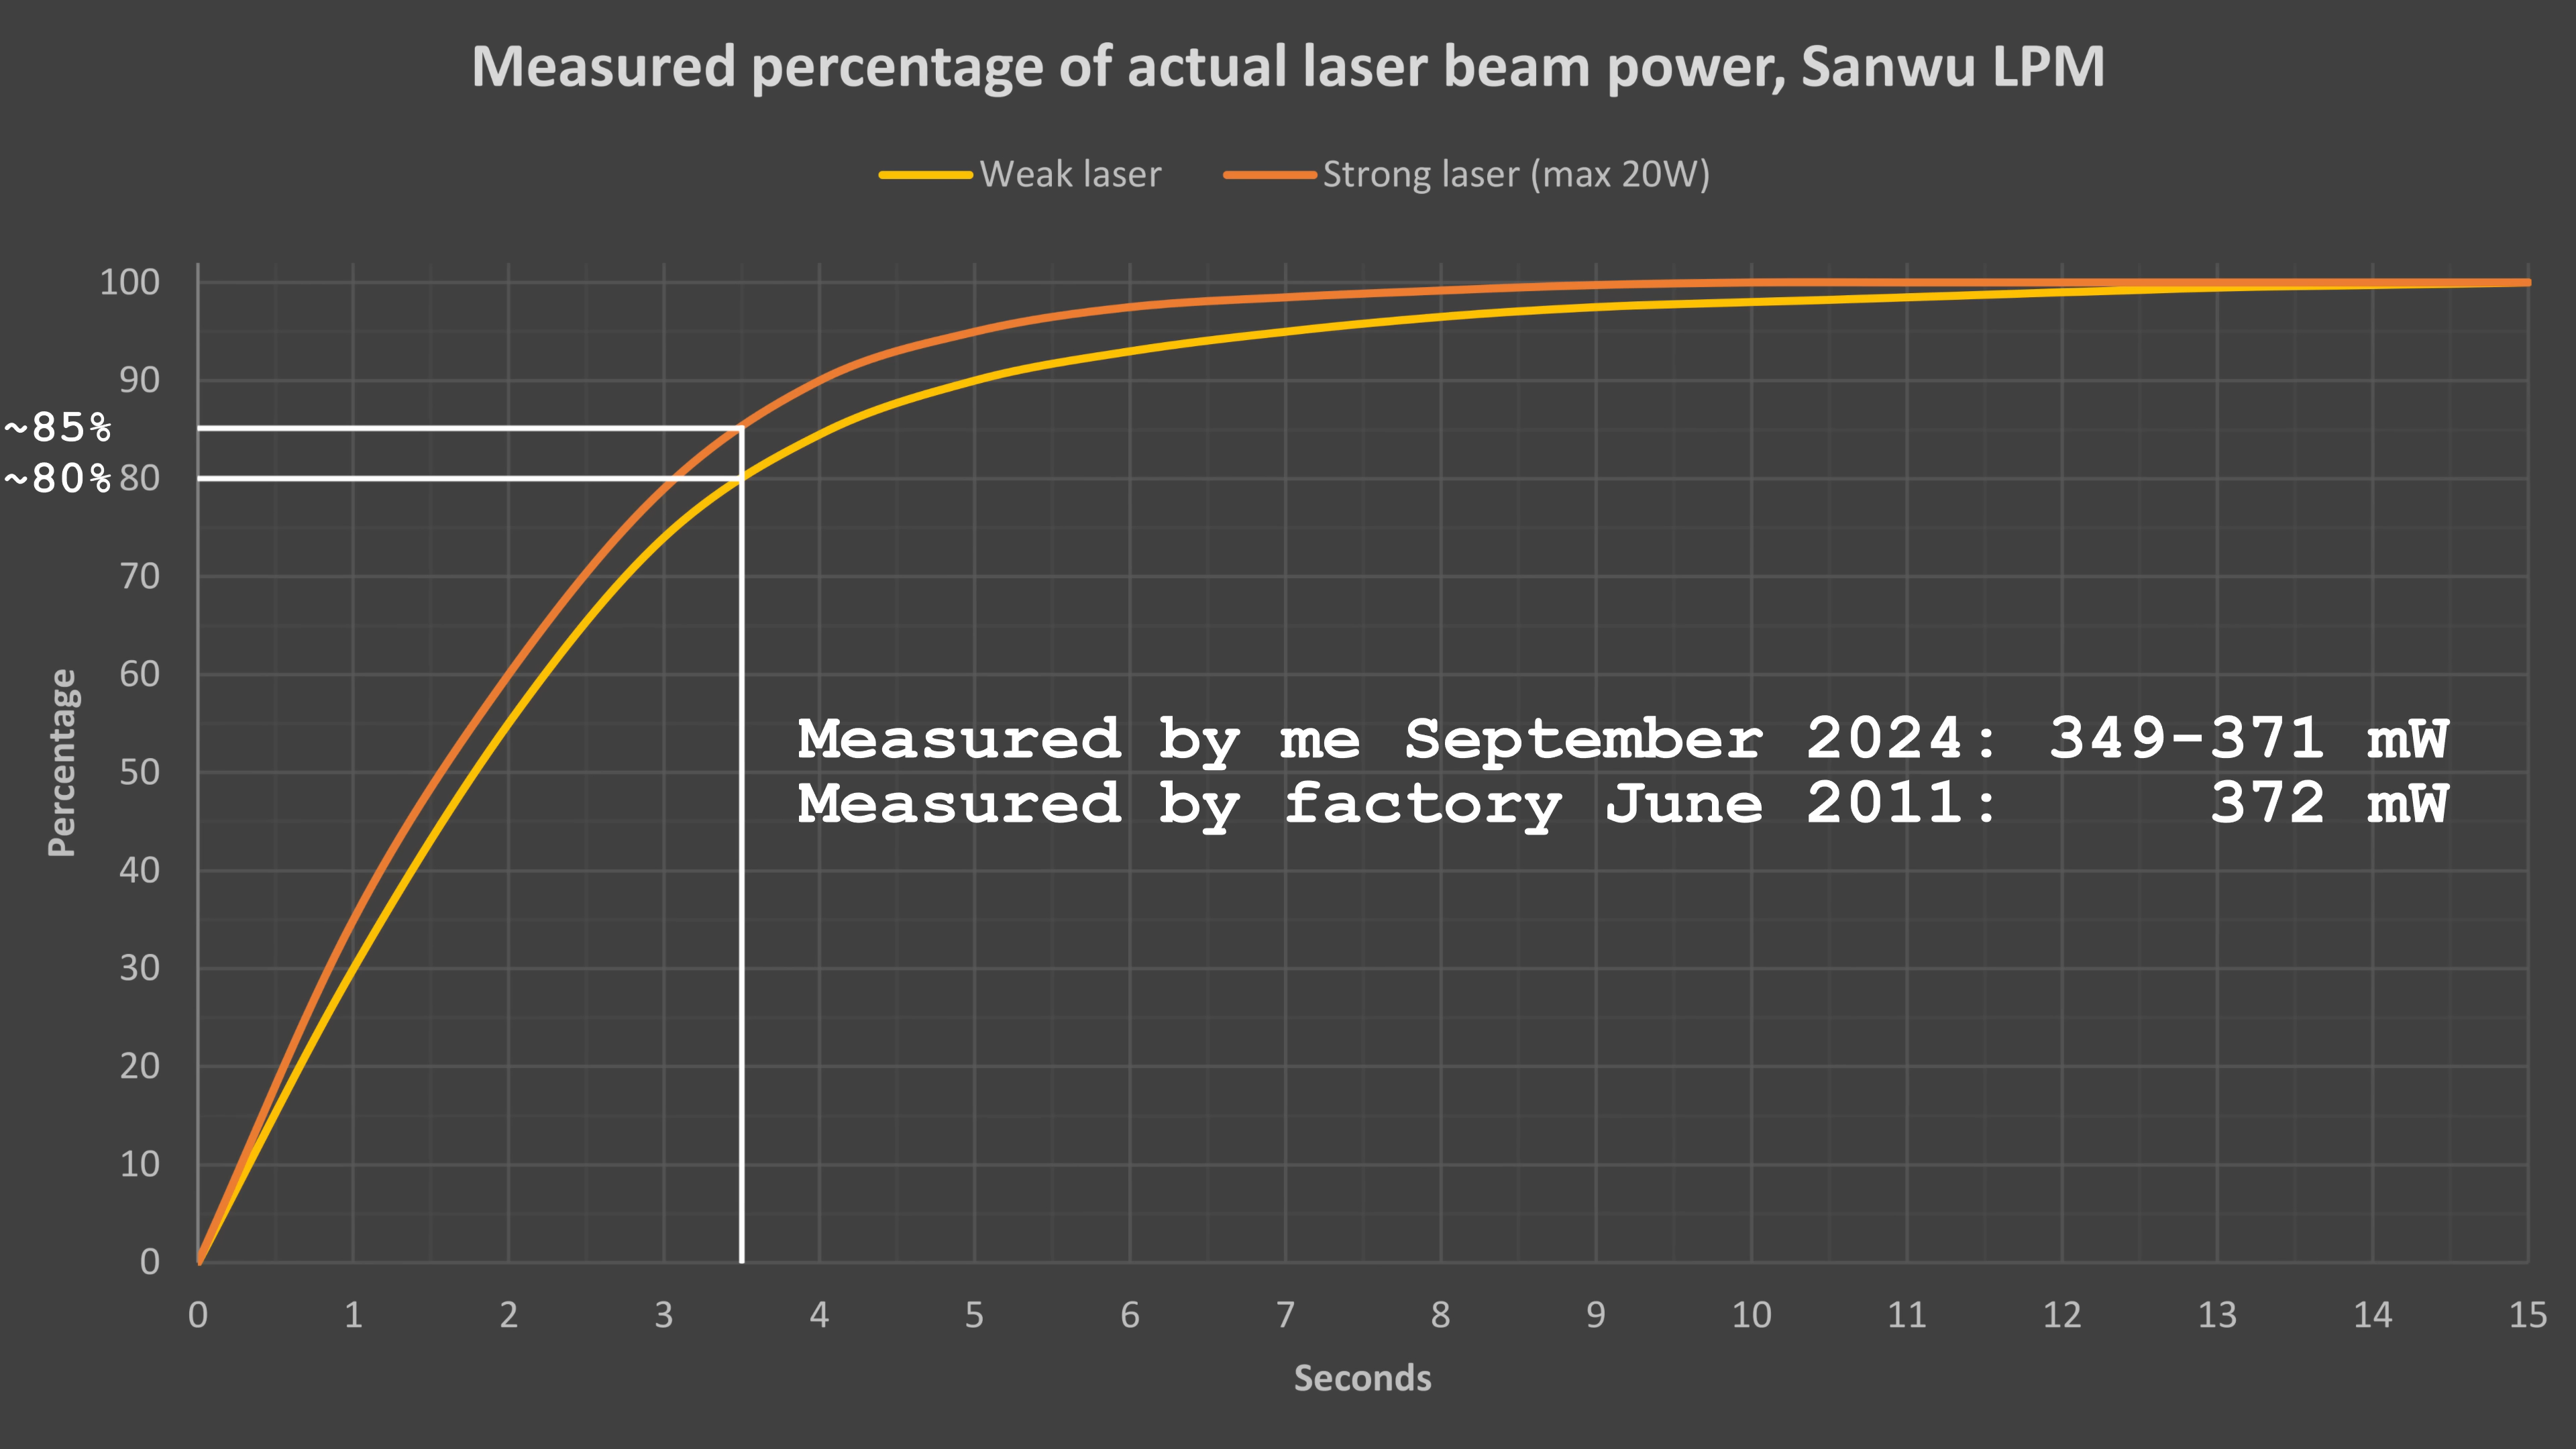 Measured percentage of actual laser beam power, Sanwu LPM
Weak laser
Strong laser (max 20W)
100
90
~85%
~80% 80
70
60
50
40
30
20
10
0
Percentage
Measured by me September 2024: 349-371 mW
Measured by factory June 2011: 372 mW
0 1 2 3 4 5 6 7 8 9 10 11 12 13 14 15
Seconds